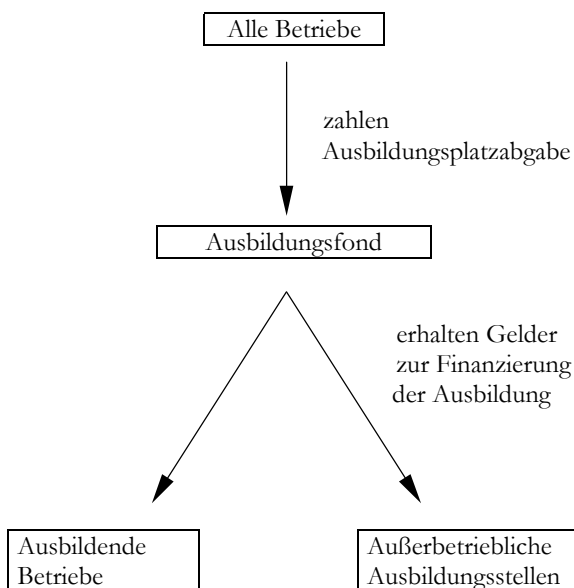 Alle Betriebe
zahlen
Ausbildungsplatzabgabe
Ausbildungsfond
erhalten Gelder
zur Finanzierung
der Ausbildung
Ausbildende
Betriebe
Außerbetriebliche
Ausbildungsstellen